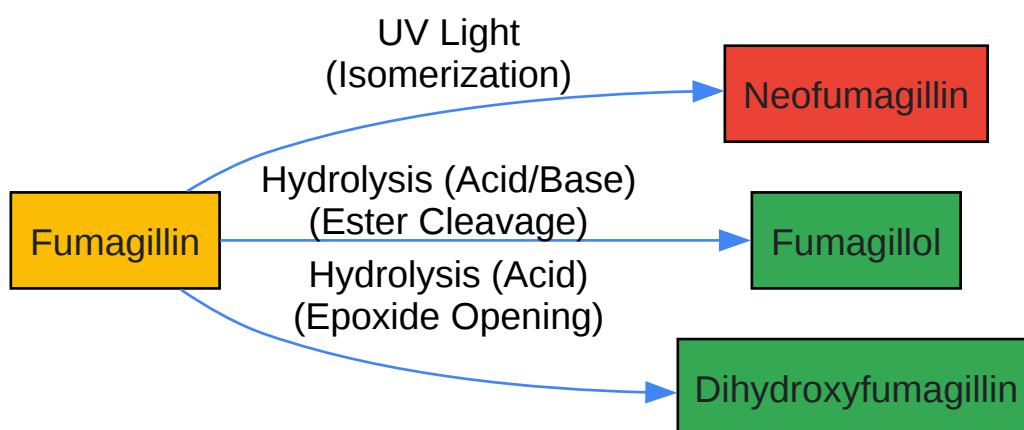 UV Light
(Isomerization)
Neofumagillin
Hydrolysis (Acid/Base)
(Ester Cleavage)
Fumagillin
Fumagillol
Hydrolysis (Acid)
(Epoxide Opening)
Dihydroxyfumagillin